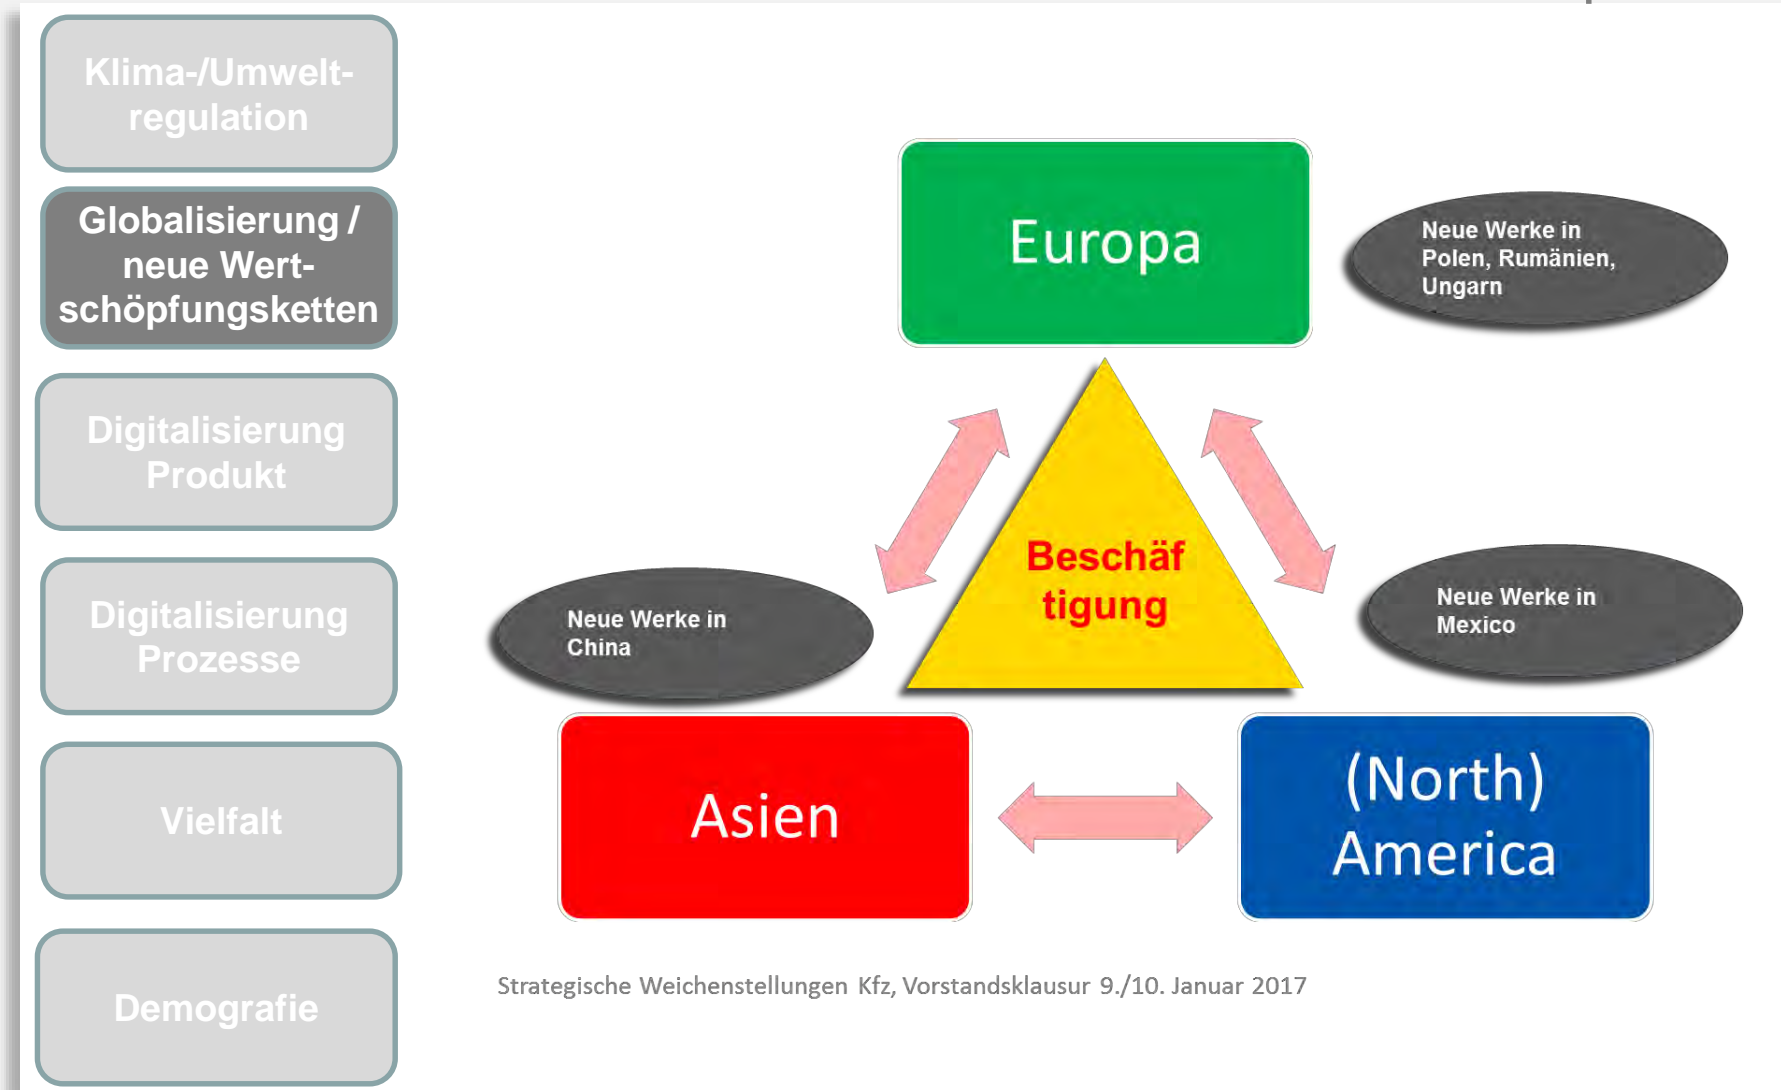 Klima-/Umwelt-
regulation
Globalisierung /
neue Wert-
schöpfungsketten
Digitalisierung
Produkt
Digitalisierung
Prozesse
Vielfalt
Demografie
Europa
Neue Werke in
Polen, Rumänien,
Ungarn
Beschäf
tigung
Neue Werke in
China
Neue Werke in
Mexico
Asien
(North)
America
Strategische Weichenstellungen Kfz, Vorstandsklausur 9./10. Januar 2017